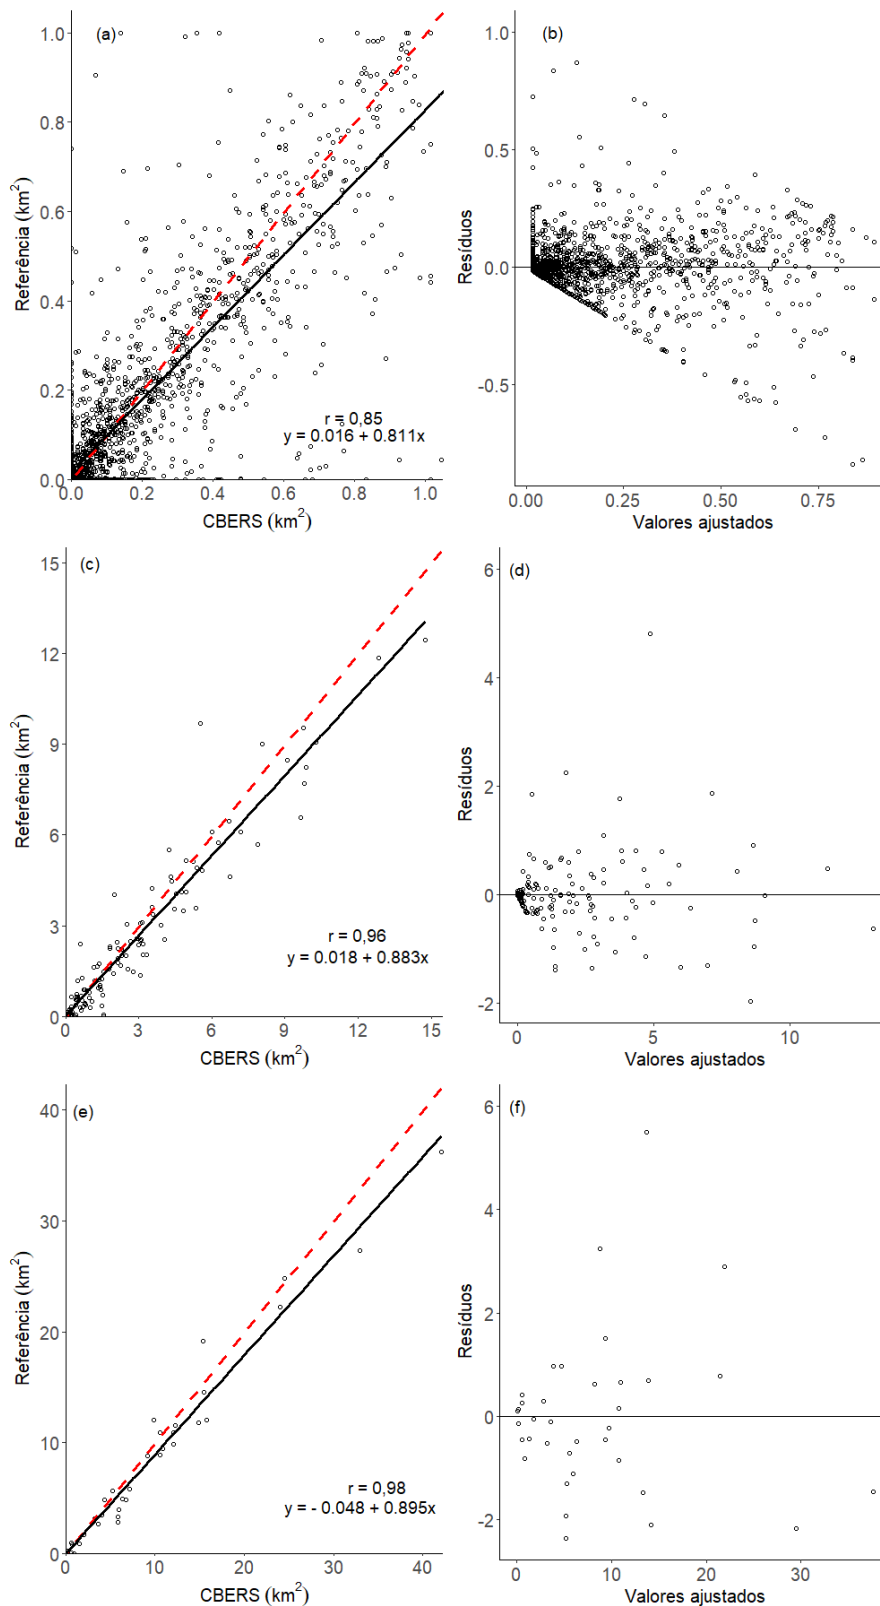 (a)
Referência (km²)
1.0
0.8
0.6
0.4
0.2
0.0
r = 0,85
y = 0.016 + 0.811x
0.0 0.2 0.4 0.6 0.8 1.0
CBERS (km²)
(b)
Resíduos
1.0
0.5
0.0
-0.5
0.00 0.25 0.50 0.75
Valores ajustados
(c)
Referência (km²)
15
12
9
6
3
0
r = 0,96
y = 0.018 + 0.883x
0 3 6 9 12 15
CBERS (km²)
(d)
Resíduos
6
4
2
0
-2
0 5 10
Valores ajustados
(e)
Referência (km²)
40
30
20
10
0
r = 0,98
y = - 0.048 + 0.895x
0 10 20 30 40
CBERS (km²)
(f)
Resíduos
6
4
2
0
-2
0 10 20 30
Valores ajustados